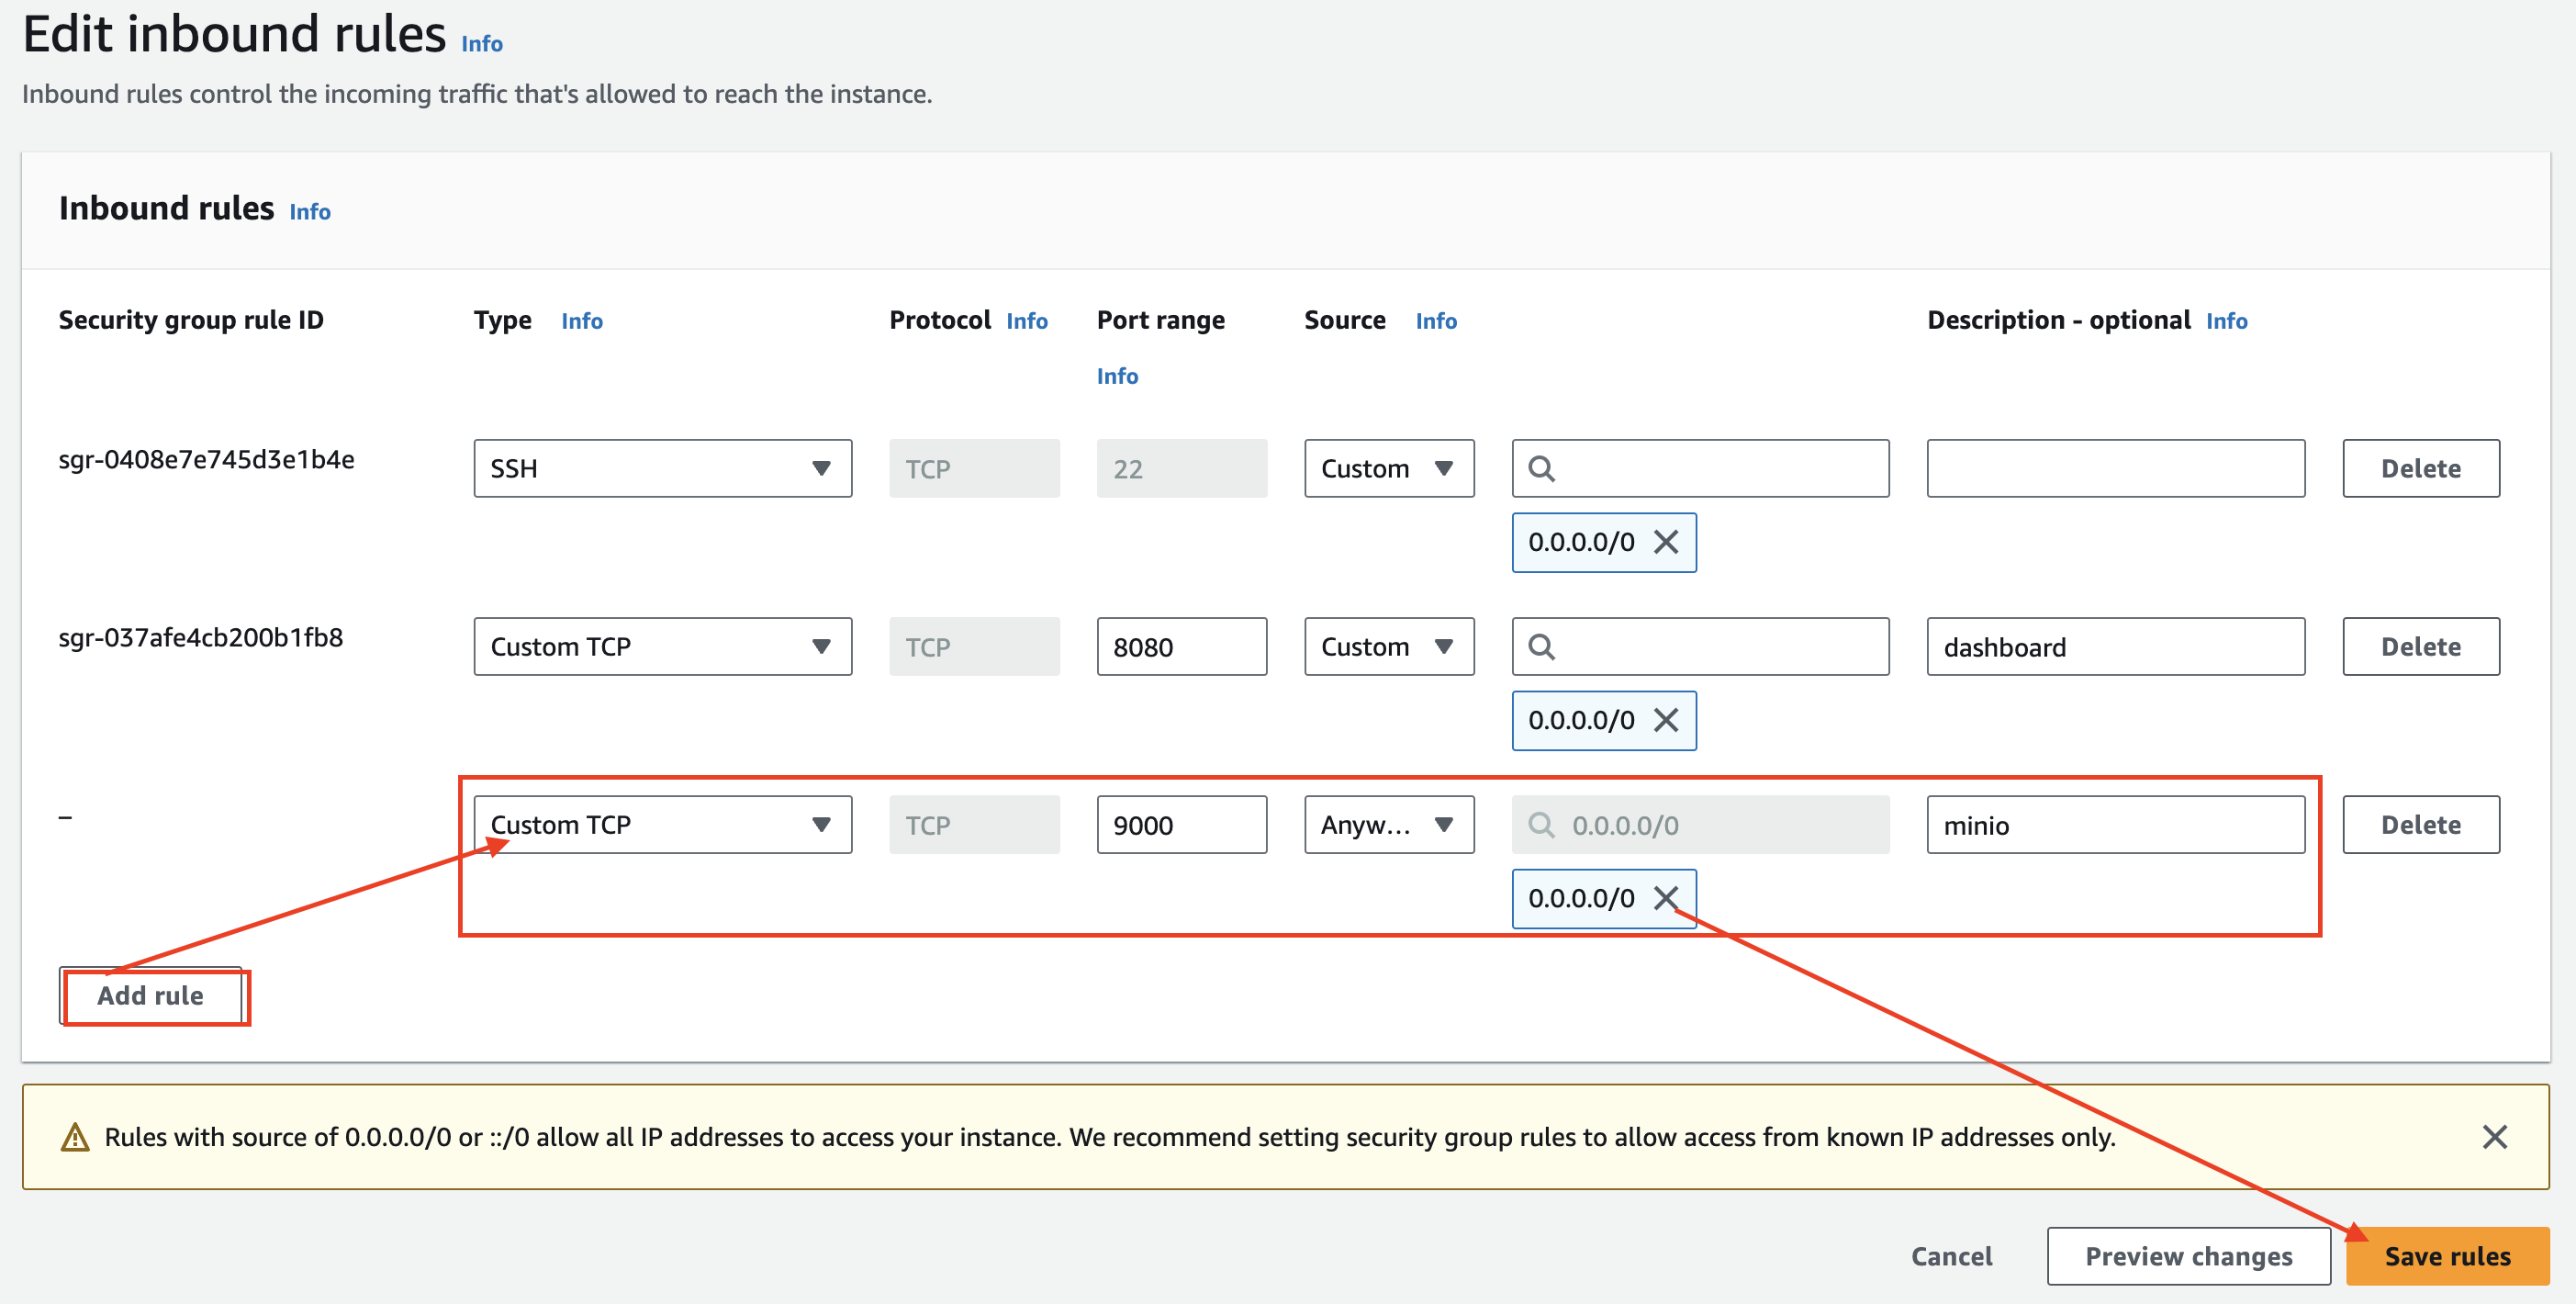 Edit inbound rules Info
Inbound rules control the incoming traffic that's allowed to reach the instance.
Inbound rules Info
Security group rule ID Type Info Protocol Info Port range Source Info Description - optional Info
Info
sgr-0408e7e745d3e1b4e SSH TCP 22 Custom Delete
0.0.0.0/0
sgr-037afe4cb200b1fb8 Custom TCP TCP 8080 Custom dashboard Delete
0.0.0.0/0
– Custom TCP TCP 9000 Anyw... 0.0.0.0/0 minio Delete
0.0.0.0/0
Add rule
Rules with source of 0.0.0.0/0 or ::/0 allow all IP addresses to access your instance. We recommend setting security group rules to allow access from known IP addresses only.
Cancel Preview changes Save rules